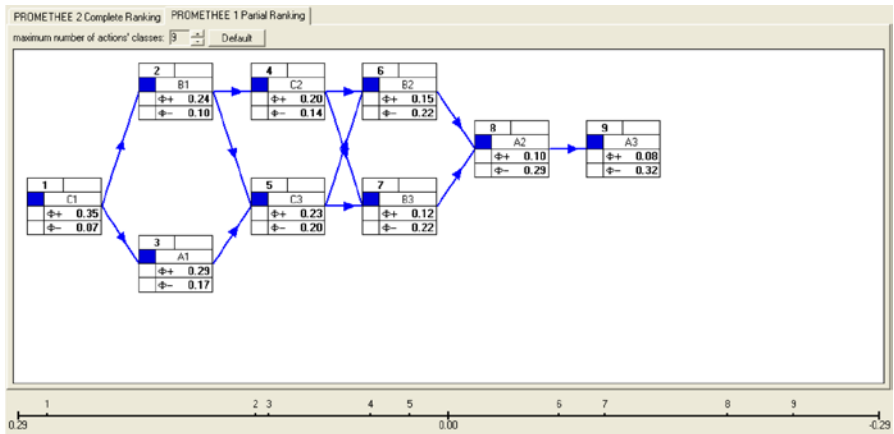 PROMETHEE 2 Complete Ranking PROMETHEE 1 Partial Ranking
maximum number of actions' classes: 9 Default
2
B1
Φ+ 0.24
Φ− 0.10
4
C2
Φ+ 0.20
Φ− 0.14
6
B2
Φ+ 0.15
Φ− 0.22
8
A2
Φ+ 0.10
Φ− 0.29
9
A3
Φ+ 0.08
Φ− 0.32
1
C1
Φ+ 0.35
Φ− 0.07
5
C3
Φ+ 0.23
Φ− 0.20
7
B3
Φ+ 0.12
Φ− 0.22
3
A1
Φ+ 0.29
Φ− 0.17
1 2 3 4 5 6 7 8 9
0.29 0.00 -0.29